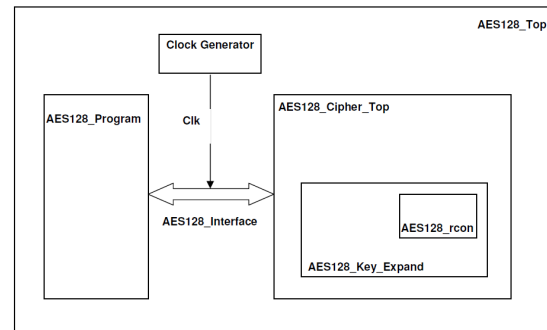 AES128_Top
Clock Generator
AES128_Program
Clk
AES128_Cipher_Top
AES128_Interface
AES128_rcon
AES128_Key_Expand